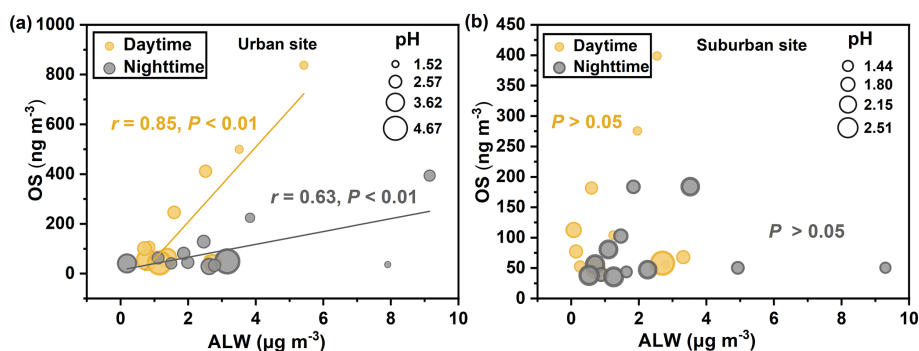 (a)
1000
800
600
400
200
0
OS (ng m⁻³)
Daytime
Nighttime
Urban site
pH
1.52
2.57
3.62
4.67
r = 0.85, P < 0.01
r = 0.63, P < 0.01
0 2 4 6 8 10
ALW (µg m⁻³)
(b)
450
400
350
300
250
200
150
100
50
0
OS (ng m⁻³)
Daytime
Nighttime
Suburban site
pH
1.44
1.80
2.15
2.51
P > 0.05
P > 0.05
0 2 4 6 8 10
ALW (µg m⁻³)